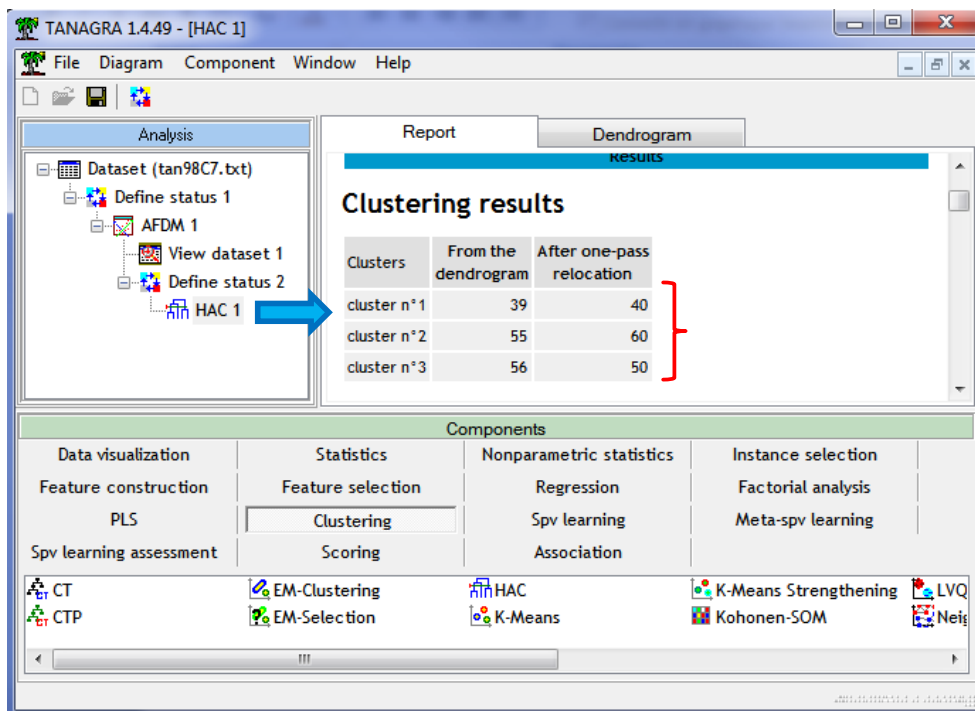 TANAGRA 1.4.49 - [HAC 1]
File Diagram Component Window Help
Analysis
Dataset (tan98C7.txt)
Define status 1
AFDM 1
View dataset 1
Define status 2
HAC 1
Report Dendrogram
Results
Clustering results
Clusters From the dendrogram After one-pass relocation
cluster n°1 39 40
cluster n°2 55 60
cluster n°3 56 50
Components
Data visualization Statistics Nonparametric statistics Instance selection
Feature construction Feature selection Regression Factorial analysis
PLS Clustering Spv learning Meta-spv learning
Spv learning assessment Scoring Association
CT EM-Clustering HAC K-Means Strengthening LVQ
CTP EM-Selection K-Means Kohonen-SOM